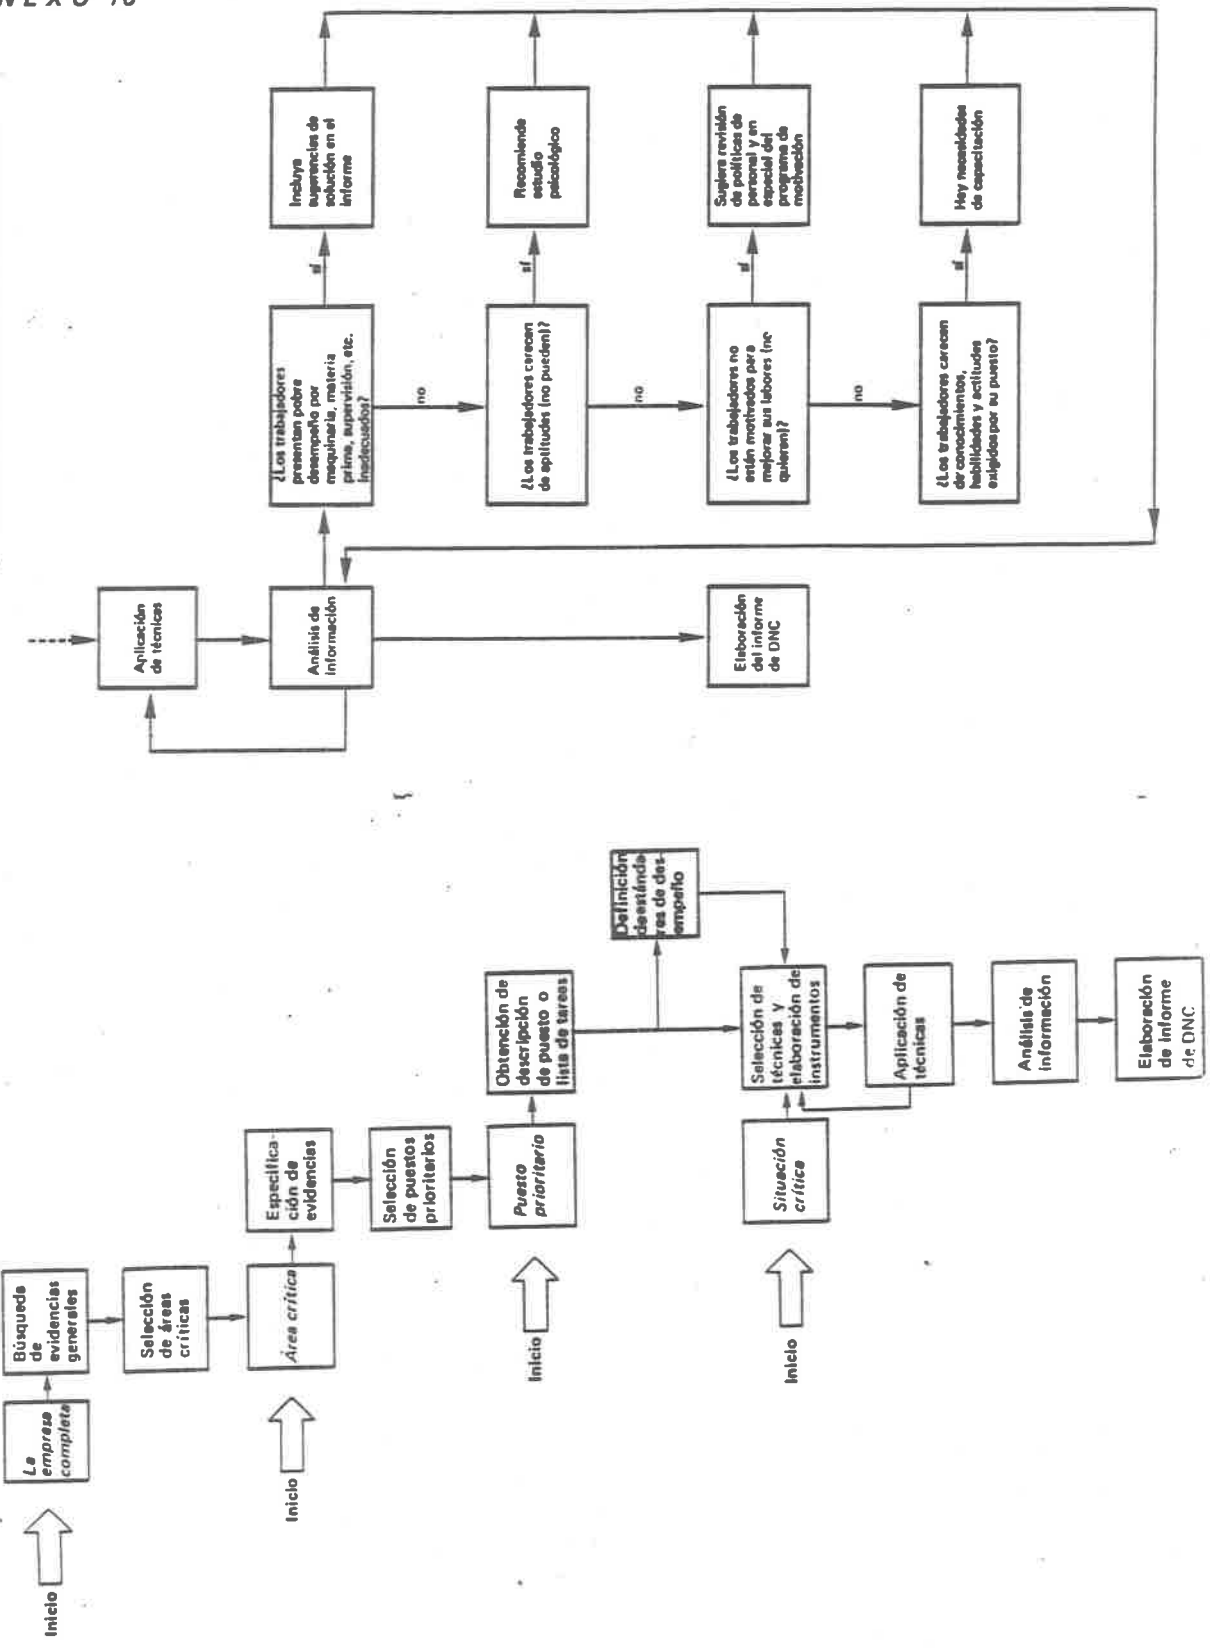 NEXO 10
Inicio
La
empresa
completa
Búsqueda
de
evidencias
generales
Selección
de áreas
críticas
Inicio
Área crítica
Especifica-
ción de
evidencias
Selección
de puestos
prioritarios
Inicio
Puesto
prioritario
Obtención de
descripción
de puesto o
lista de tareas
Definición
de estánda-
res de des-
empeño
Inicio
Situación
crítica
Selección de
técnicas y
elaboración de
instrumentos
Aplicación de
técnicas
Análisis de
información
Elaboración
de informe
de DNC
Aplicación
de técnicas
Análisis de
información
Elaboración
del informe
de DNC
¿Los trabajadores
presentan pobre
desempeño por
maquinaria, materia
prima, supervisión, etc.
inadecuados?
sí
Incluya
sugerencias de
solución en el
informe
no
¿Los trabajadores carecen
de aptitudes (no pueden)?
sí
Recomiende
estudio
psicológico
no
¿Los trabajadores no
están motivados para
mejorar sus labores (no
quieren)?
sí
Sugiera revisión
de políticas de
personal y en
especial del
programa de
motivación
no
¿Los trabajadores carecen
de conocimientos,
habilidades y actitudes
exigidos por su puesto?
sí
Hay necesidades
de capacitación